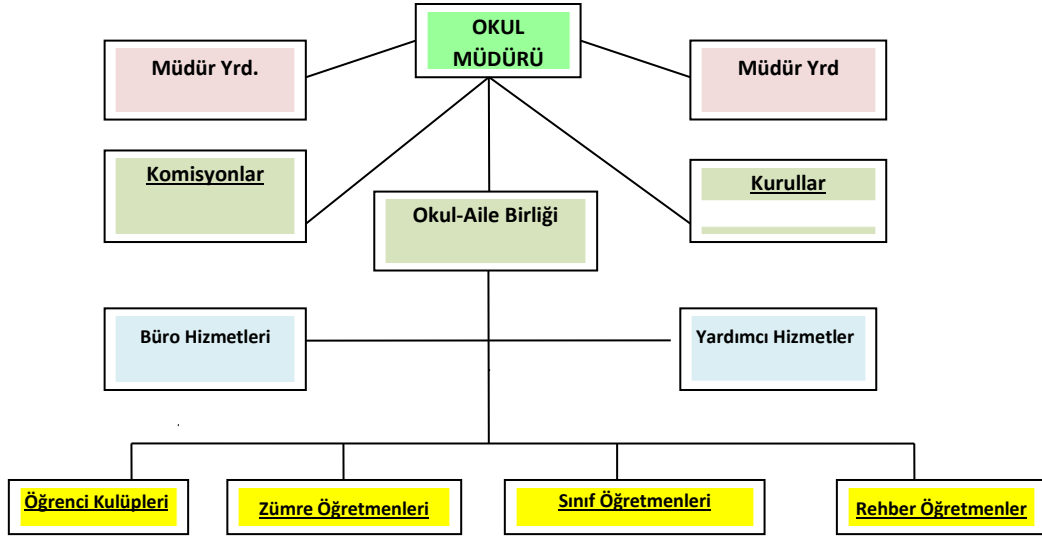 OKUL
MÜDÜRÜ
Müdür Yrd.
Müdür Yrd
Komisyonlar
Kurullar
Okul-Aile Birliği
Büro Hizmetleri
Yardımcı Hizmetler
Öğrenci Kulüpleri
Zümre Öğretmenleri
Sınıf Öğretmenleri
Rehber Öğretmenler